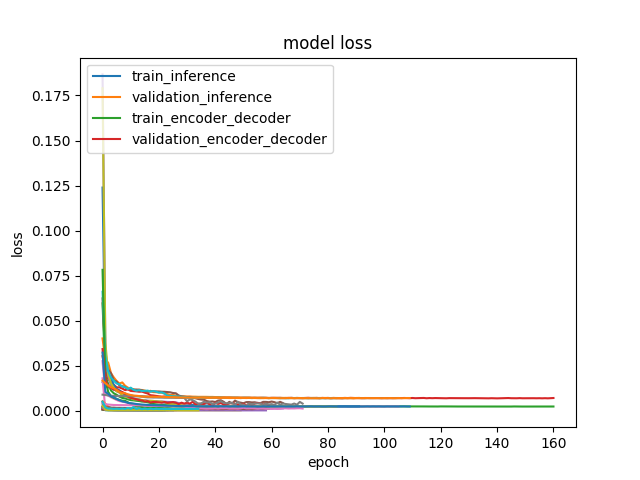 model loss
train_inference
validation_inference
train_encoder_decoder
validation_encoder_decoder
0.175
0.150
0.125
0.100
0.075
0.050
0.025
0.000
loss
0 20 40 60 80 100 120 140 160
epoch